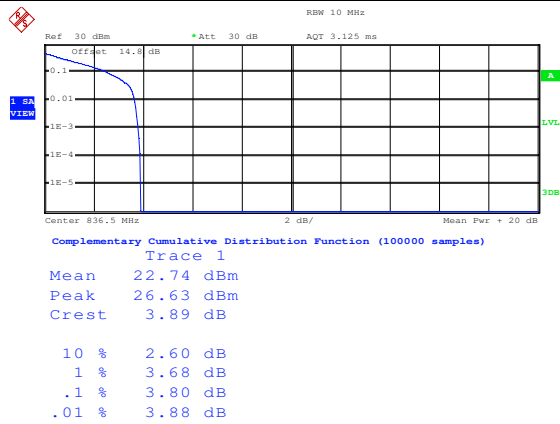 RBW 10 MHz
Ref 30 dBm *Att 30 dB AQT 3.125 ms
Offset 14.8 dB
0.1
A
0.01
1 SA
VIEW
1E-3
LVL
1E-4
1E-5
3DB
Center 836.5 MHz 2 dB/ Mean Pwr + 20 dB
Complementary Cumulative Distribution Function (100000 samples)
Trace 1
Mean 22.74 dBm
Peak 26.63 dBm
Crest 3.89 dB
10 % 2.60 dB
1 % 3.68 dB
.1 % 3.80 dB
.01 % 3.88 dB